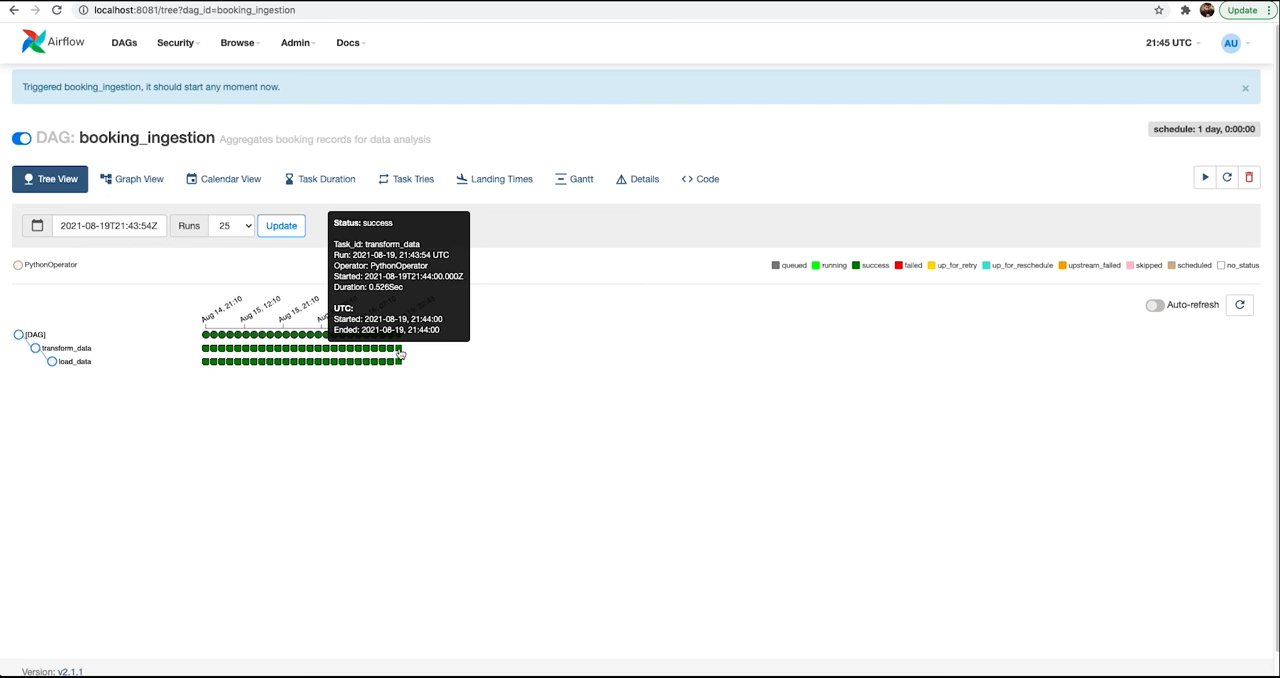 localhost:8081/tree?dag_id=booking_ingestion
Update
Airflow
DAGs
Security
Browse
Admin
Docs
21:45 UTC
AU
Triggered booking_ingestion, it should start any moment now.
×
DAG: booking_ingestion Aggregates booking records for data analysis
schedule: 1 day, 0:00:00
Tree View
Graph View
Calendar View
Task Duration
Task Tries
Landing Times
Gantt
Details
<> Code
2021-08-19T21:43:54Z
Runs
25
Update
Status: success
Task_id: transform_data
Run: 2021-08-19, 21:43:54 UTC
Operator: PythonOperator
Started: 2021-08-19T21:44:00.000Z
Duration: 0.526Sec
UTC:
Started: 2021-08-19, 21:44:00
Ended: 2021-08-19, 21:44:00
PythonOperator
queued
running
success
failed
up_for_retry
up_for_reschedule
upstream_failed
skipped
scheduled
no_status
Auto-refresh
Aug 14, 21:10
Aug 15, 12:10
Aug 15, 21:10
[DAG]
transform_data
load_data
Version: v2.1.1